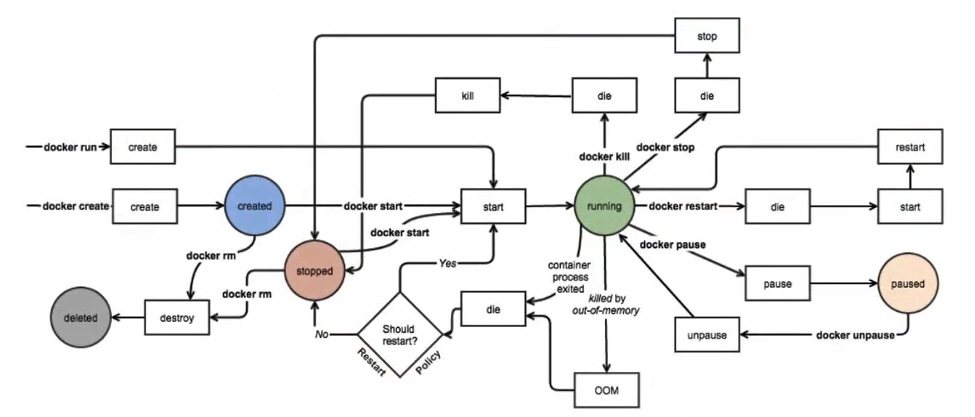 stop
kill
die
die
docker run
create
docker kill
docker stop
restart
docker create
create
created
docker start
start
running
docker restart
die
start
docker start
docker pause
docker rm
stopped
Yes
container
process
exited
pause
paused
docker rm
killed by
out-of-memory
deleted
destroy
No
Should
restart?
Restart
Policy
die
unpause
docker unpause
OOM